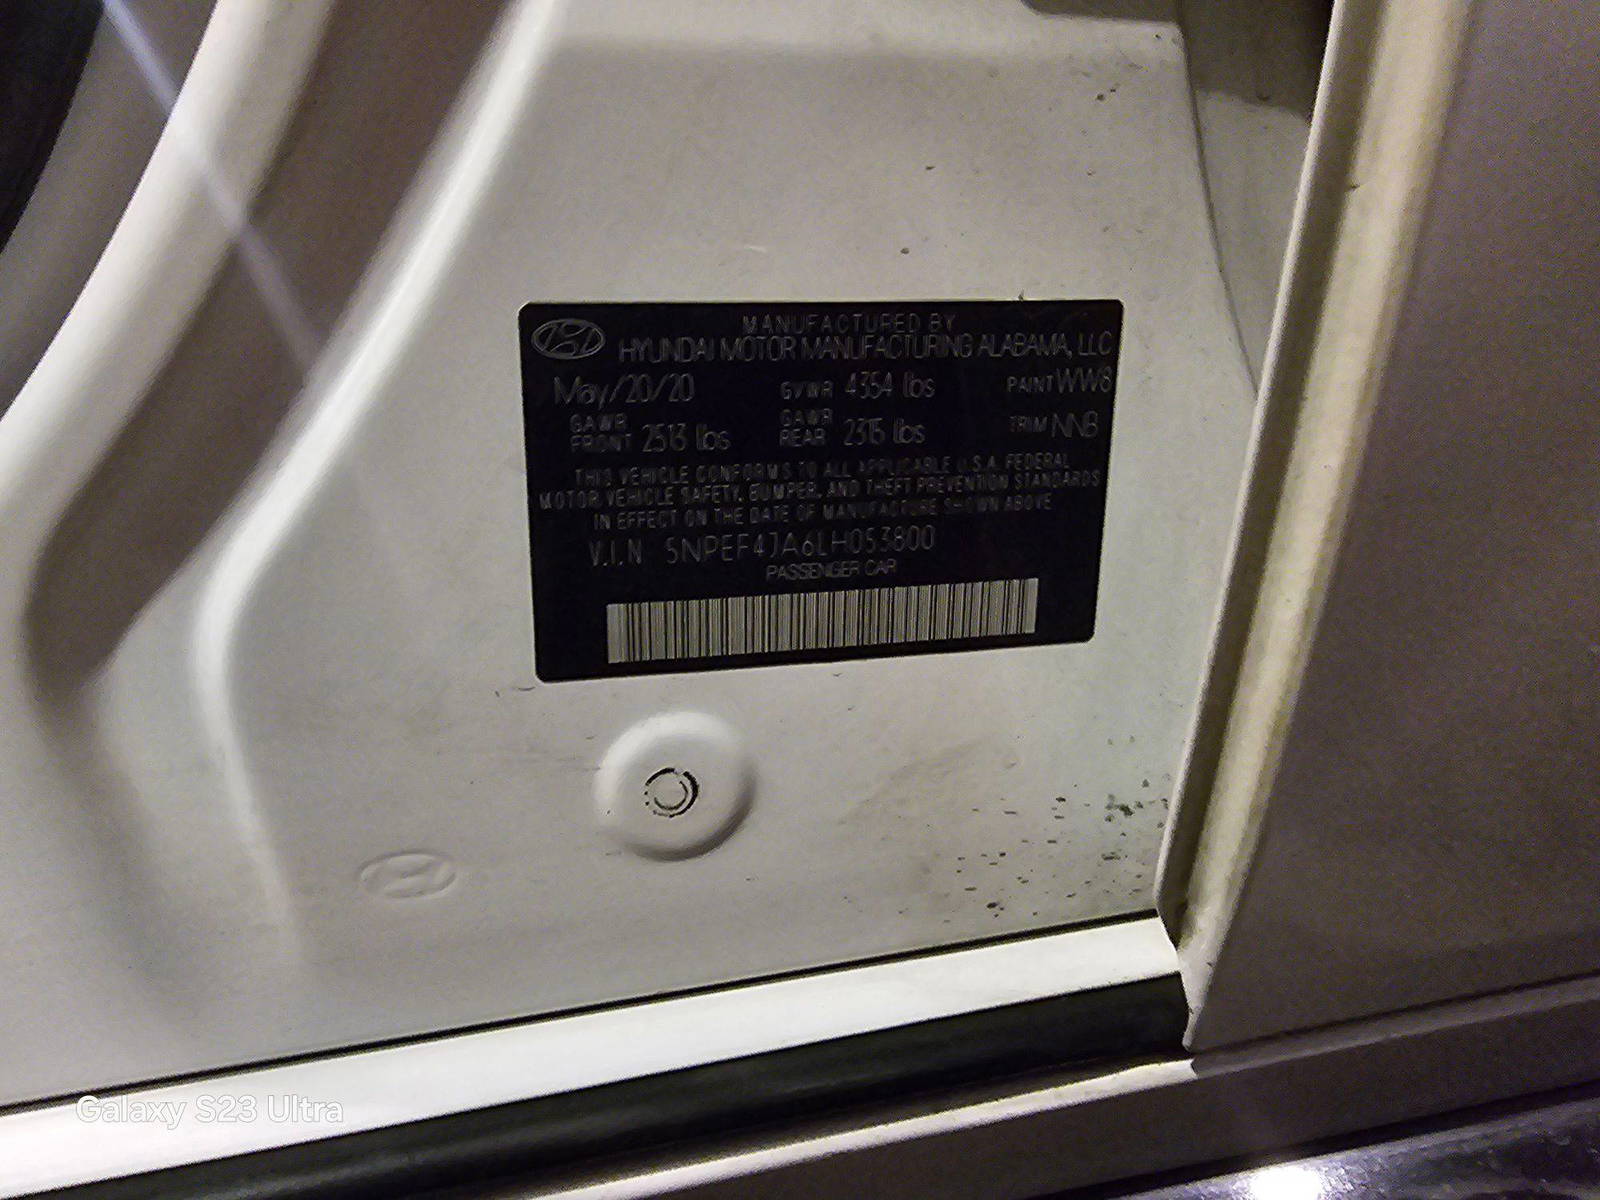 MANUFACTURED BY
HYUNDAI MOTOR MANUFACTURING ALABAMA, LLC
May/20/20 GVWR 4354 lbs PAINT WW8
GAWR FRONT 2513 lbs GAWR REAR 2315 lbs TRIM NNB
THIS VEHICLE CONFORMS TO ALL APPLICABLE U.S.A. FEDERAL
MOTOR VEHICLE SAFETY, BUMPER, AND THEFT PREVENTION STANDARDS
IN EFFECT ON THE DATE OF MANUFACTURE SHOWN ABOVE
V.I.N 5NPEF4JA6LH053800
PASSENGER CAR
Galaxy S23 Ultra